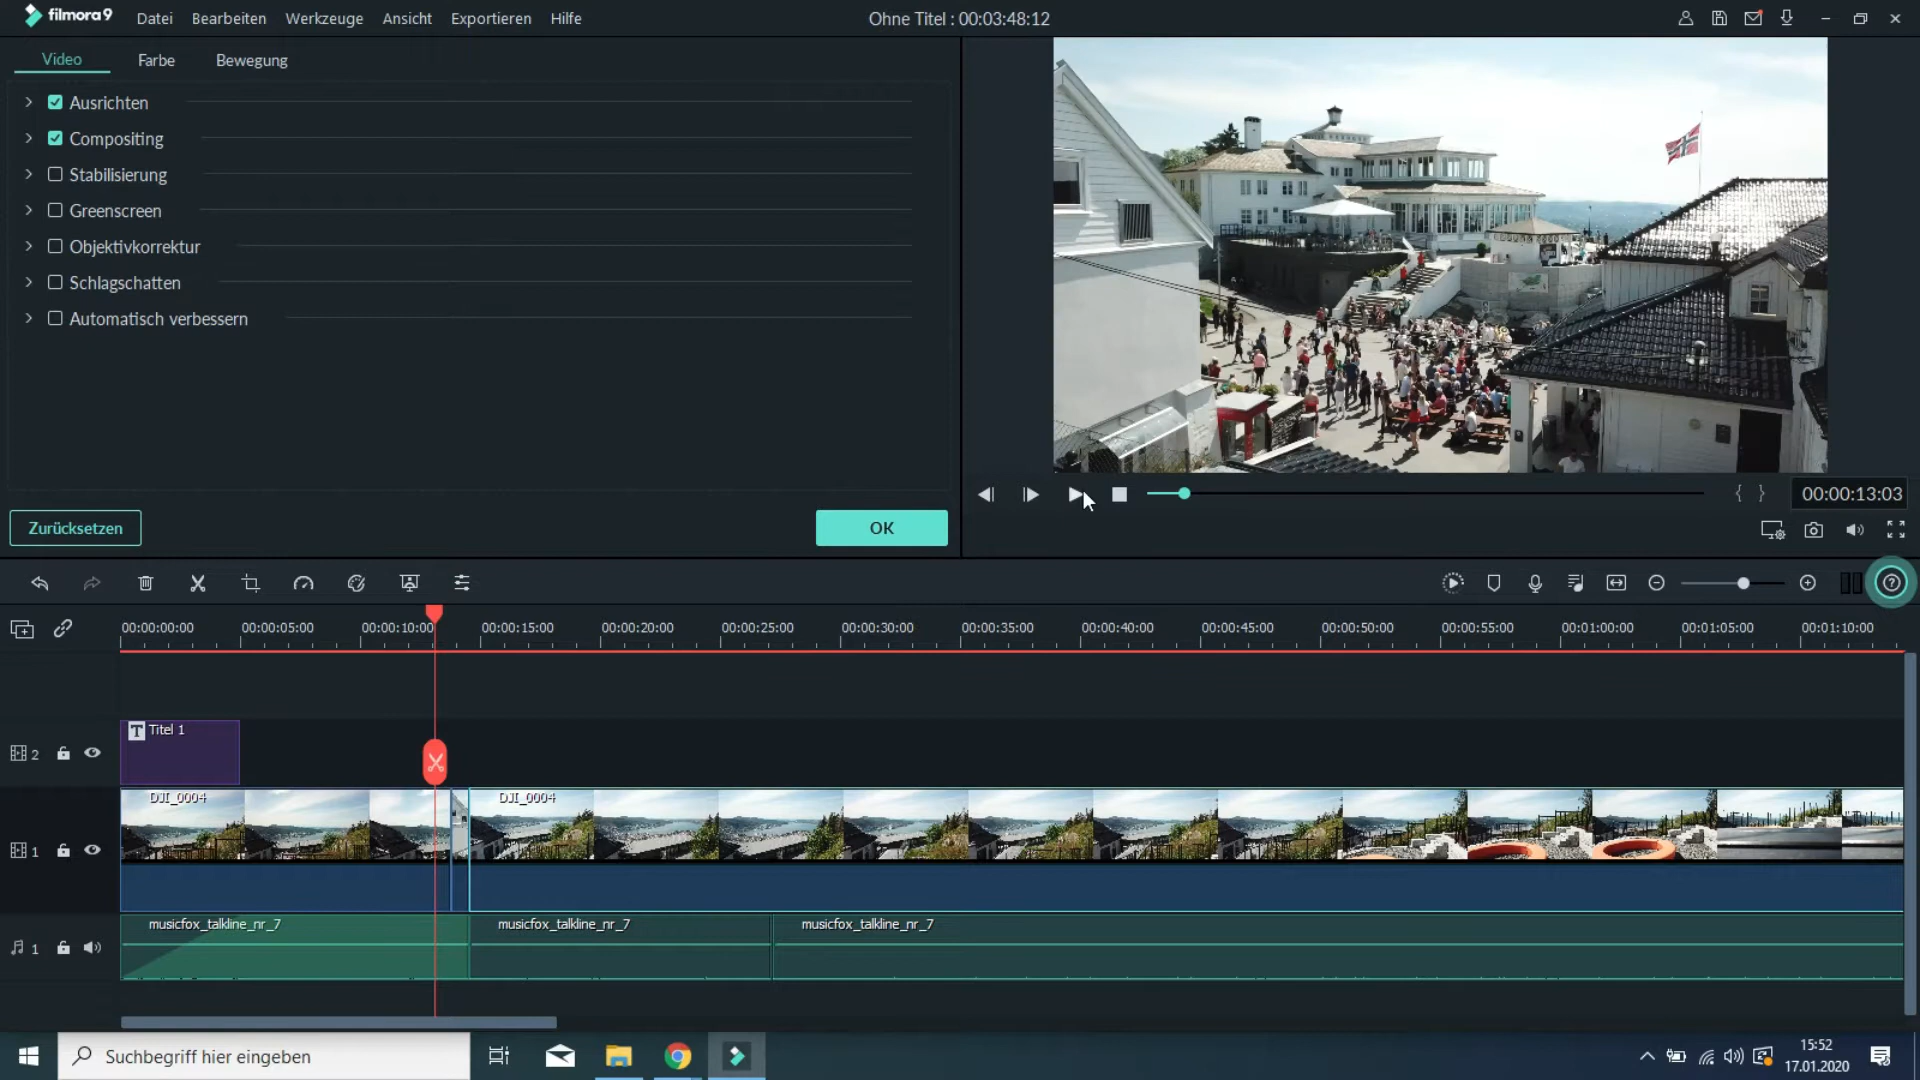 filmora9 Datei Bearbeiten Werkzeuge Ansicht Exportieren Hilfe Ohne Titel : 00:03:48:12
Video Farbe Bewegung
Ausrichten
Compositing
Stabilisierung
Greenscreen
Objektivkorrektur
Schlagschatten
Automatisch verbessern
{ } 00:00:13:03
Zurücksetzen OK
00:00:00:00 00:00:05:00 00:00:10:00 00:00:15:00 00:00:20:00 00:00:25:00 00:00:30:00 00:00:35:00 00:00:40:00 00:00:45:00 00:00:50:00 00:00:55:00 00:01:00:00 00:01:05:00 00:01:10:00
T Titel 1
2
DJI_0004 DJI_0004
1
musicfox_talkline_nr_7 musicfox_talkline_nr_7 musicfox_talkline_nr_7
1
Suchbegriff hier eingeben
15:52
17.01.2020